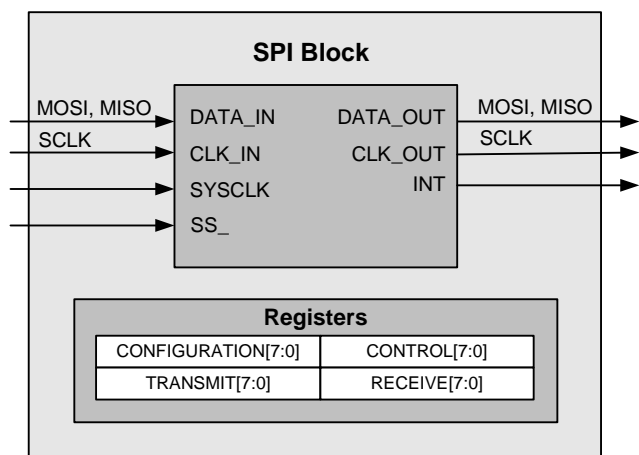 SPI Block
MOSI, MISO
DATA_IN
DATA_OUT
MOSI, MISO
SCLK
CLK_IN
CLK_OUT
SCLK
SYSCLK
INT
SS_
Registers
CONFIGURATION[7:0]
CONTROL[7:0]
TRANSMIT[7:0]
RECEIVE[7:0]